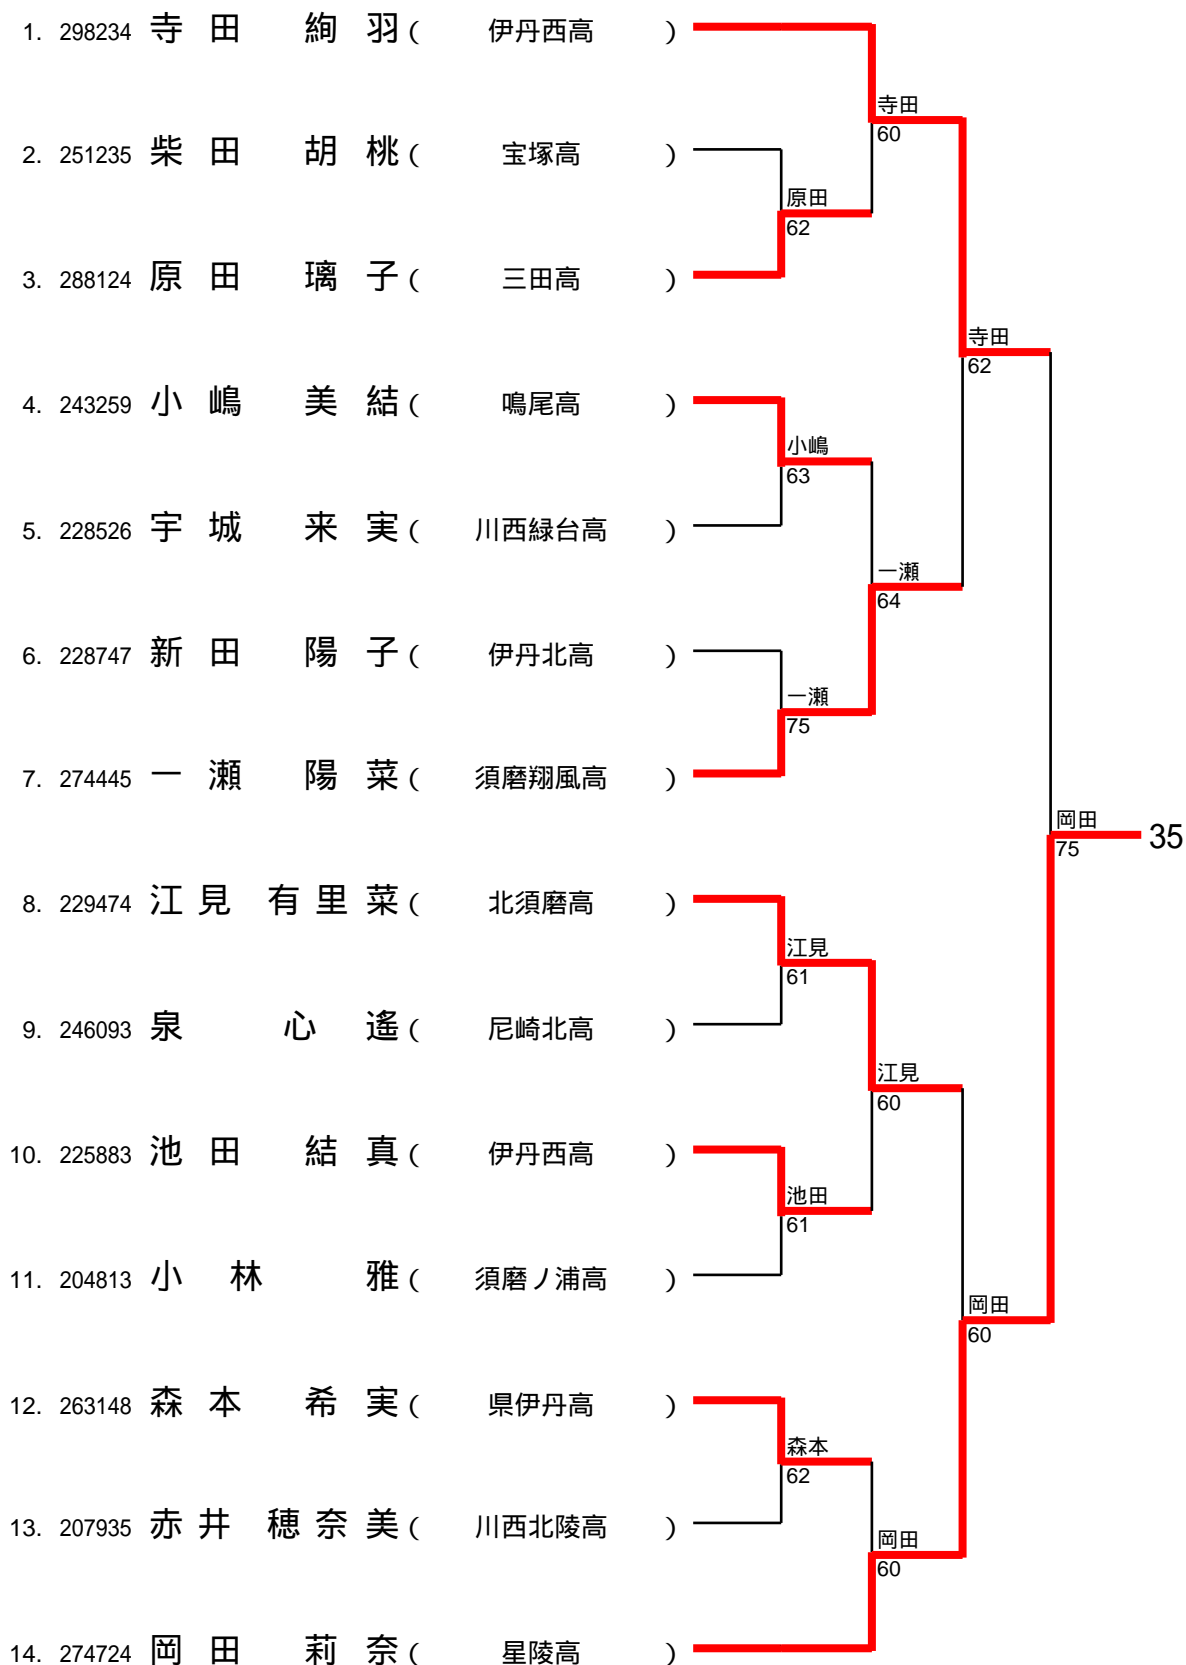 1. 298234 寺田 絢羽 ( 伊丹西高 )
寺田
60
2. 251235 柴田 胡桃 ( 宝塚高 )
原田
62
3. 288124 原田 璃子 ( 三田高 )
寺田
62
4. 243259 小嶋 美結 ( 鳴尾高 )
小嶋
63
5. 228526 宇城 来実 ( 川西緑台高 )
一瀬
64
6. 228747 新田 陽子 ( 伊丹北高 )
一瀬
75
7. 274445 一瀬 陽菜 ( 須磨翔風高 )
岡田
75
35
8. 229474 江見 有里菜 ( 北須磨高 )
江見
61
9. 246093 泉 心遙 ( 尼崎北高 )
江見
60
10. 225883 池田 結真 ( 伊丹西高 )
池田
61
11. 204813 小林 雅 ( 須磨ノ浦高 )
岡田
60
12. 263148 森本 希実 ( 県伊丹高 )
森本
62
13. 207935 赤井 穂奈美 ( 川西北陵高 )
岡田
60
14. 274724 岡田 莉奈 ( 星陵高 )